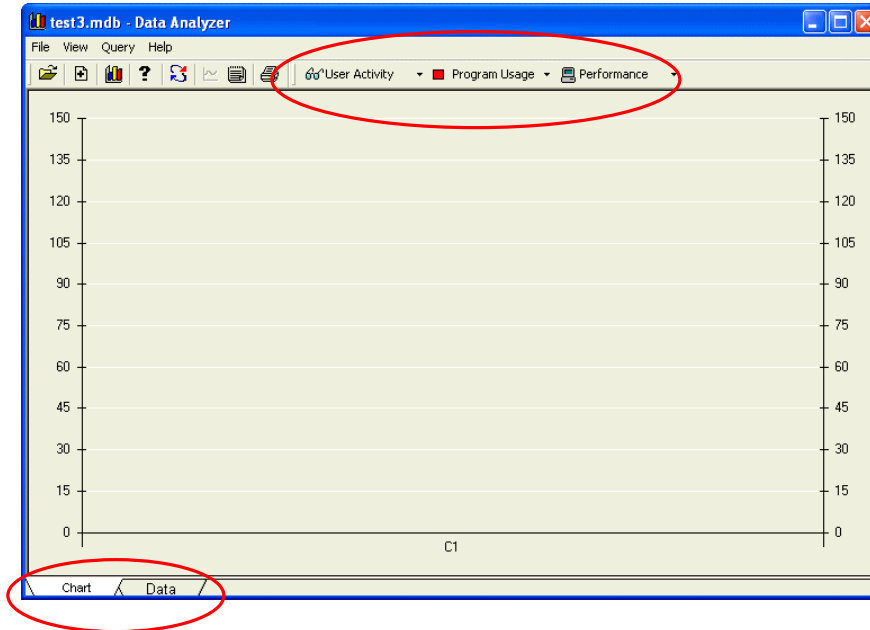 test3.mdb - Data Analyzer
File View Query Help
? User Activity Program Usage Performance
150 150
135 135
120 120
105 105
90 90
75 75
60 60
45 45
30 30
15 15
0 0
C1
Chart Data